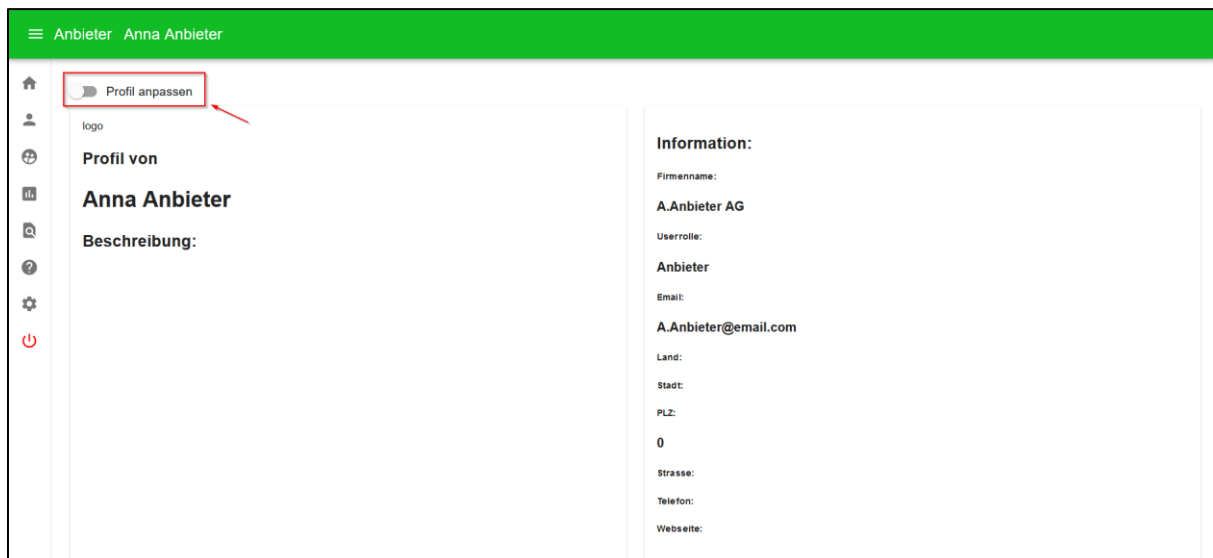 Anbieter Anna Anbieter
Profil anpassen
logo
Profil von
Anna Anbieter
Beschreibung:
Information:
Firmenname:
A.Anbieter AG
Userrolle:
Anbieter
Email:
A.Anbieter@email.com
Land:
Stadt:
PLZ:
0
Strasse:
Telefon:
Webseite: